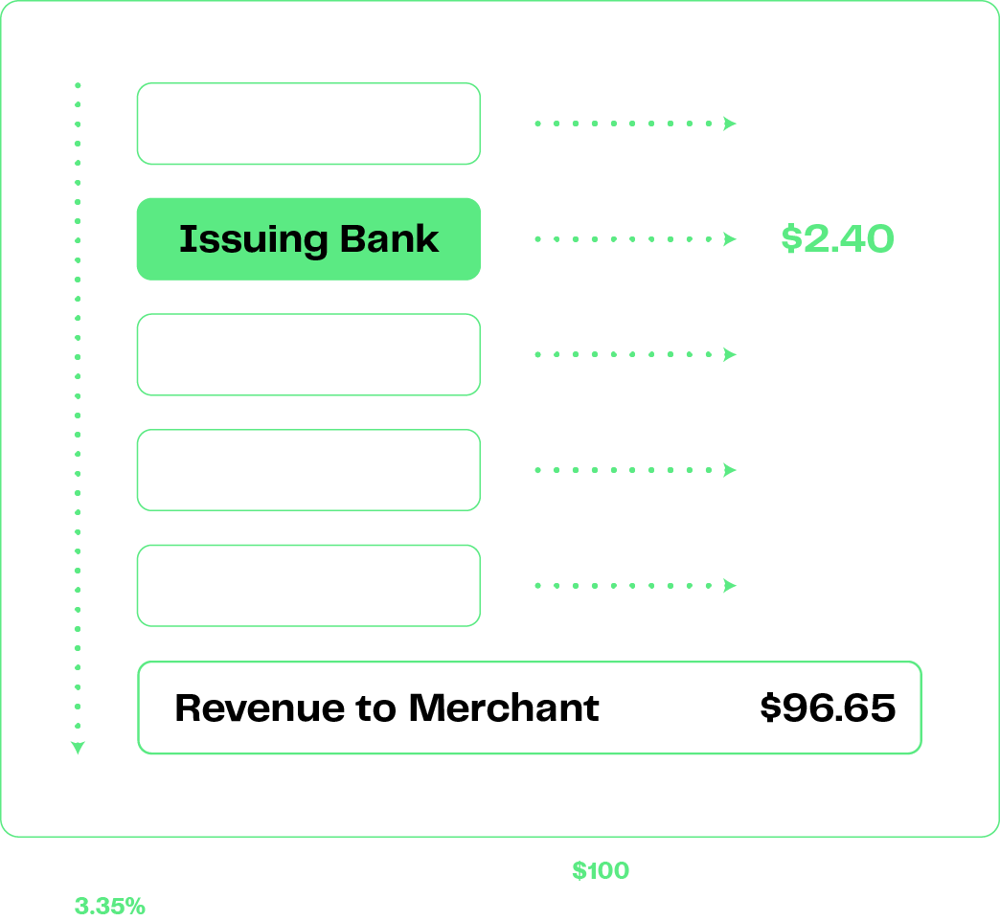 Issuing Bank
$2.40
Revenue to Merchant
$96.65
$100
3.35%